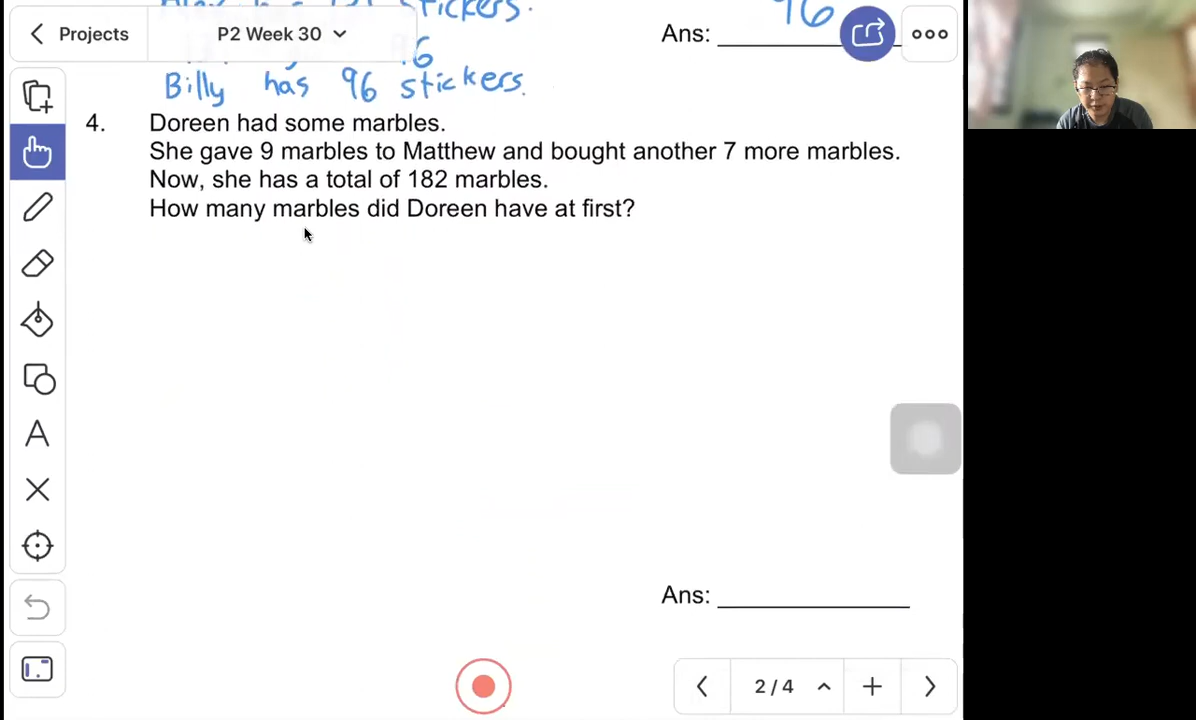 stickers.
96
Projects
P2 Week 30
Ans:
Billy has 96 stickers.
4. Doreen had some marbles.
She gave 9 marbles to Matthew and bought another 7 more marbles.
Now, she has a total of 182 marbles.
How many marbles did Doreen have at first?
A
Ans:
2 / 4